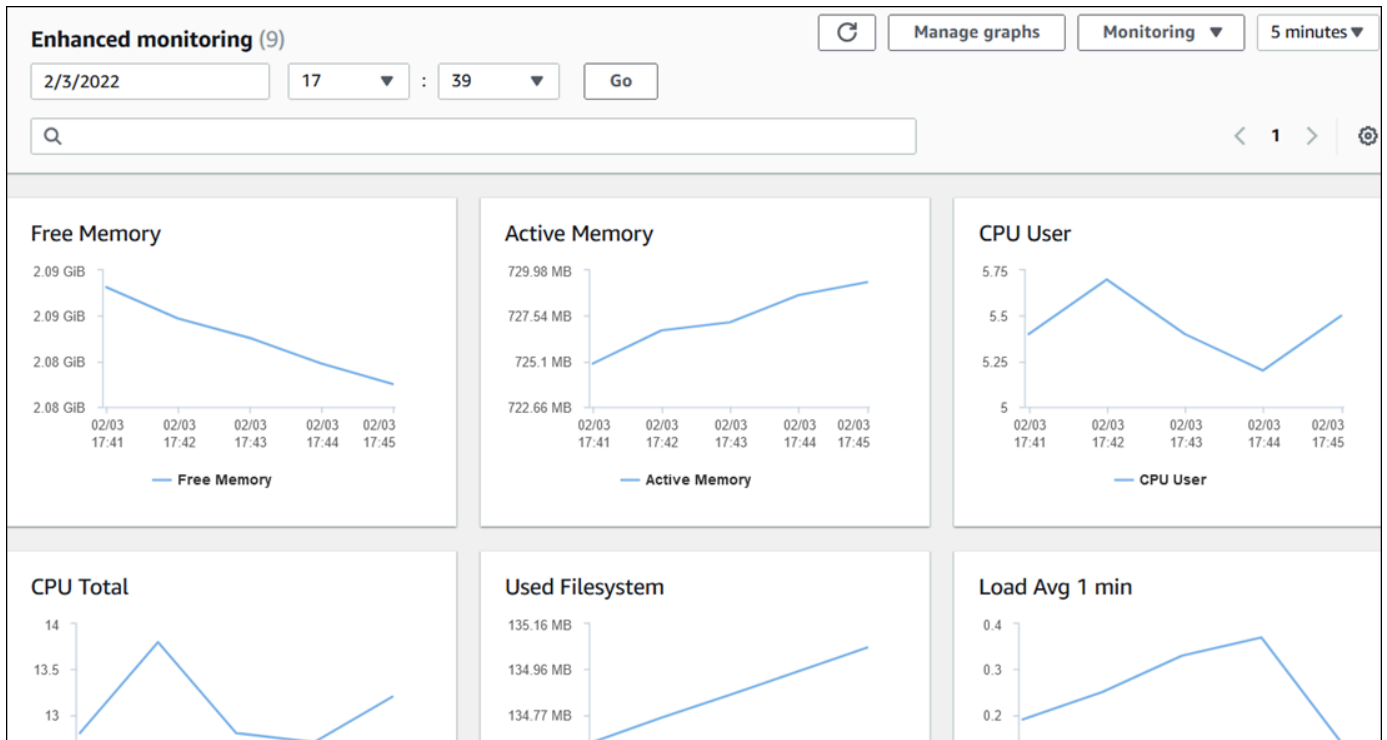 Enhanced monitoring (9)
Manage graphs
Monitoring
5 minutes
2/3/2022
17 : 39
Go
1
Free Memory
2.09 GiB
2.09 GiB
2.08 GiB
2.08 GiB
02/03 02/03 02/03 02/03 02/03
17:41 17:42 17:43 17:44 17:45
Free Memory
Active Memory
729.98 MB
727.54 MB
725.1 MB
722.66 MB
02/03 02/03 02/03 02/03 02/03
17:41 17:42 17:43 17:44 17:45
Active Memory
CPU User
5.75
5.5
5.25
5
02/03 02/03 02/03 02/03 02/03
17:41 17:42 17:43 17:44 17:45
CPU User
CPU Total
14
13.5
13
Used Filesystem
135.16 MB
134.96 MB
134.77 MB
Load Avg 1 min
0.4
0.3
0.2